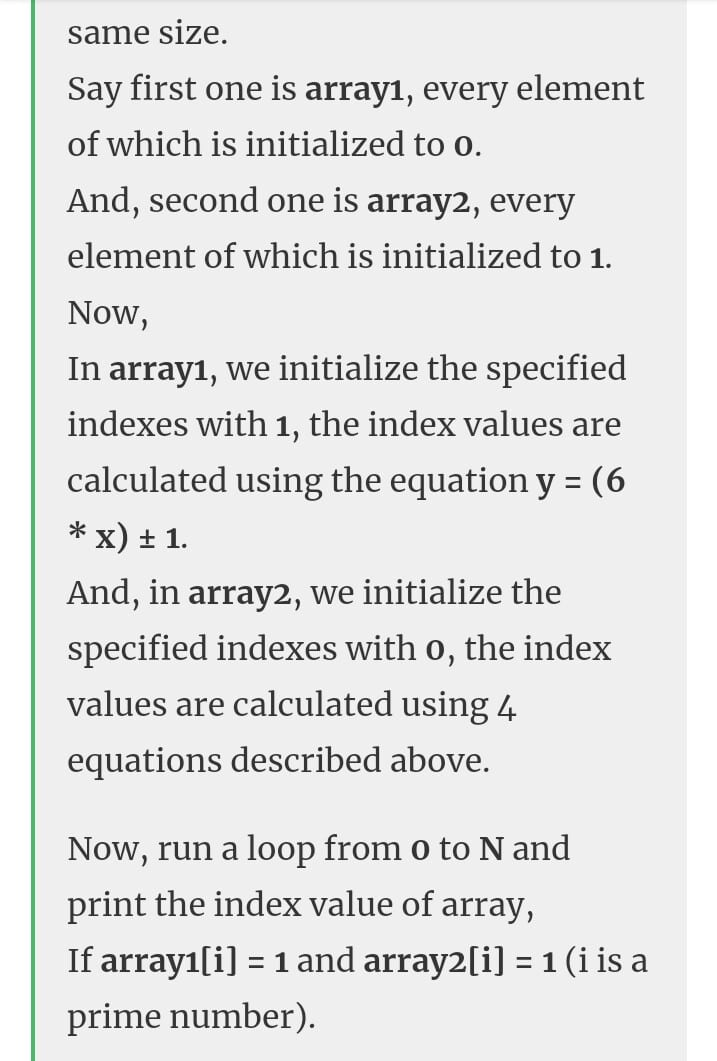 same size.
Say first one is array1, every element
of which is initialized to 0.
And, second one is array2, every
element of which is initialized to 1.
Now,
In array1, we initialize the specified
indexes with 1, the index values are
calculated using the equation y = (6
* x) ± 1.
And, in array2, we initialize the
specified indexes with 0, the index
values are calculated using 4
equations described above.
Now, run a loop from 0 to N and
print the index value of array,
If array1[i] = 1 and array2[i] = 1 (i is a
prime number).